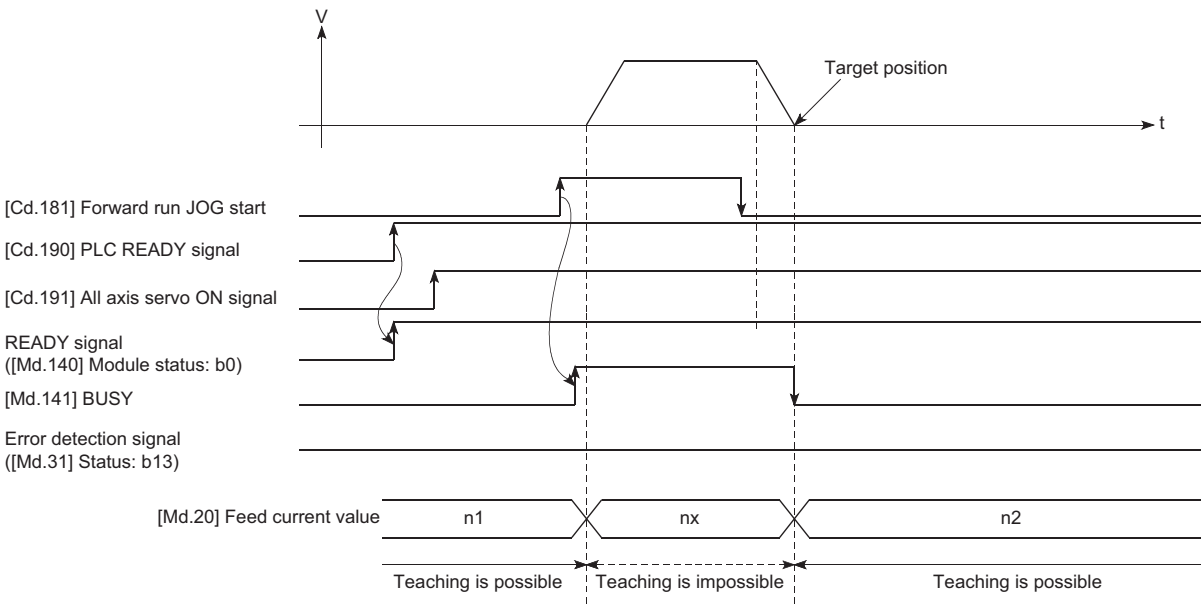 V
Target position
t
[Cd.181] Forward run JOG start
[Cd.190] PLC READY signal
[Cd.191] All axis servo ON signal
READY signal
([Md.140] Module status: b0)
[Md.141] BUSY
Error detection signal
([Md.31] Status: b13)
[Md.20] Feed current value n1 nx n2
Teaching is possible Teaching is impossible Teaching is possible